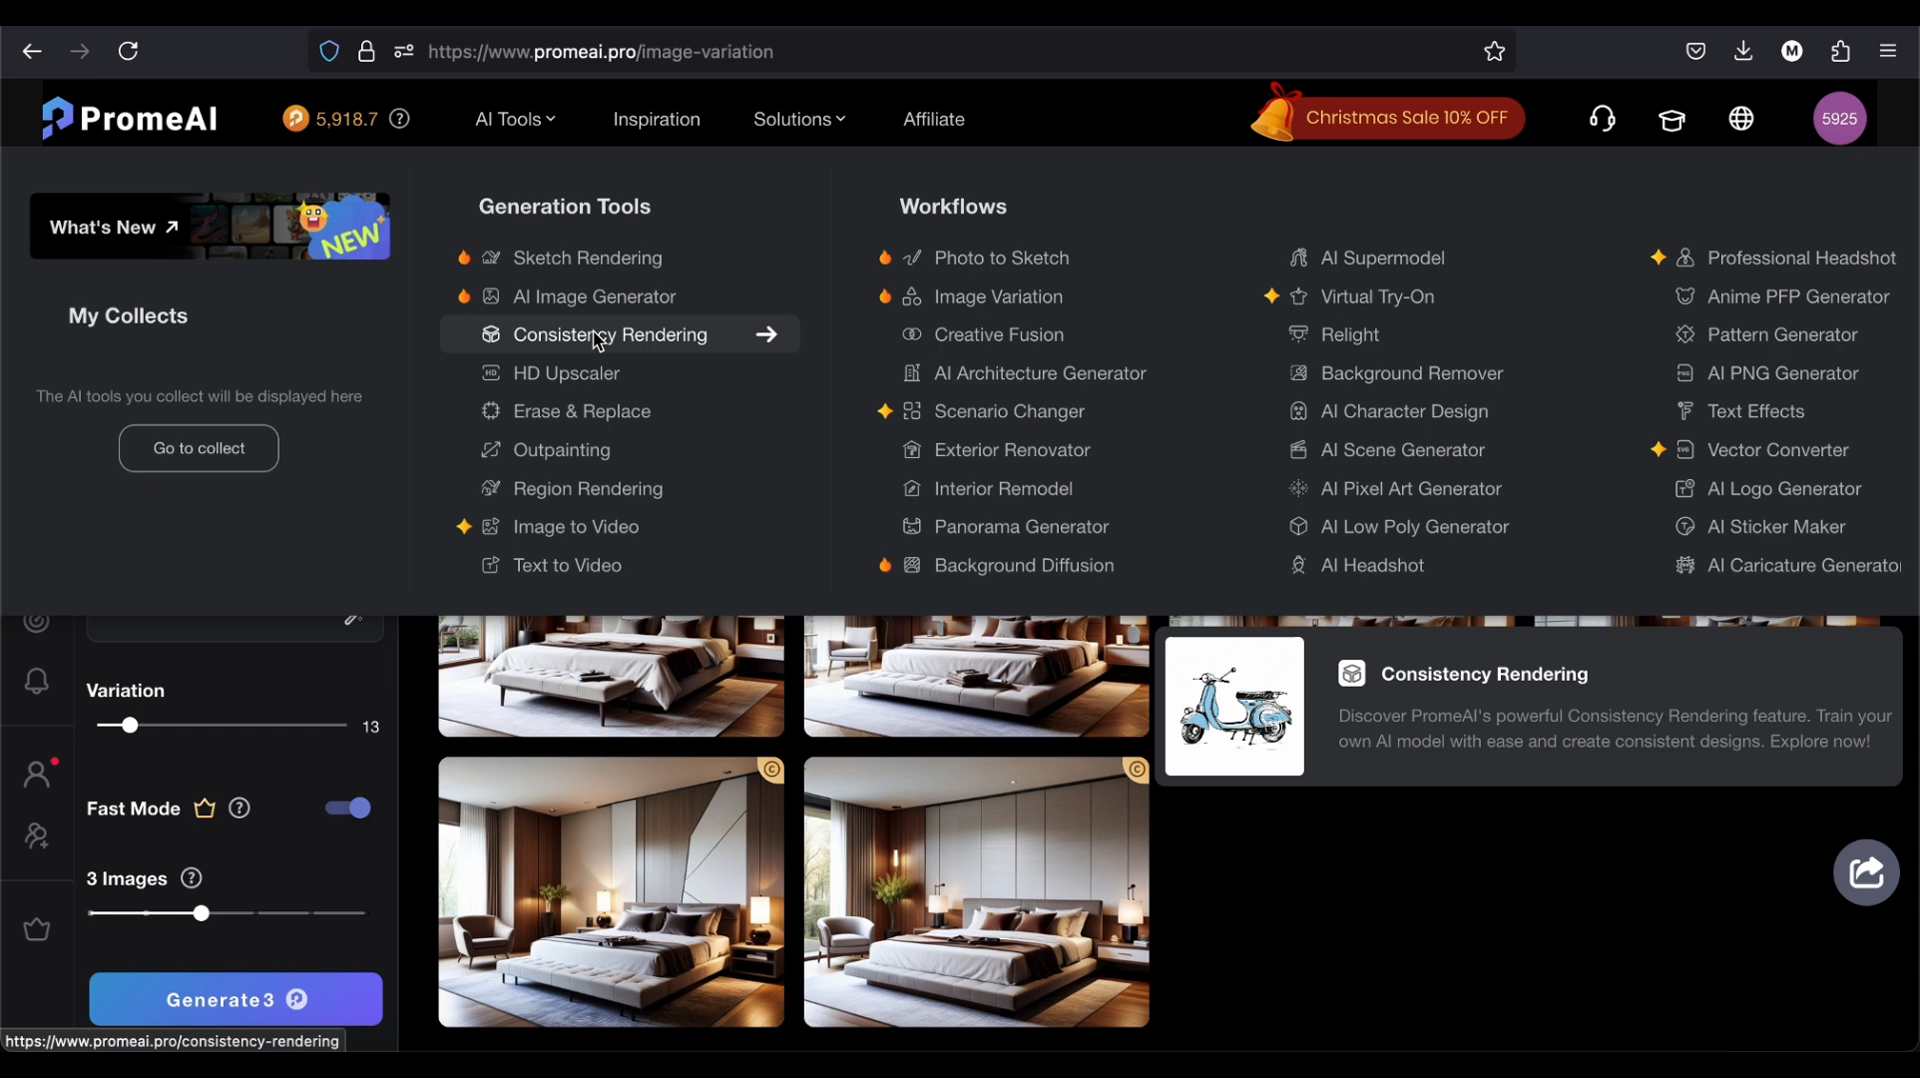 https://www.promeai.pro/image-variation
M
PromeAI
5,918.7 ?
AI Tools
Inspiration
Solutions
Affiliate
Christmas Sale 10% OFF
5925
What's New ↗
NEW
My Collects
The AI tools you collect will be displayed here
Go to collect
Generation Tools
Sketch Rendering
AI Image Generator
Consistency Rendering
HD Upscaler
Erase & Replace
Outpainting
Region Rendering
Image to Video
Text to Video
Workflows
Photo to Sketch
Image Variation
Creative Fusion
AI Architecture Generator
Scenario Changer
Exterior Renovator
Interior Remodel
Panorama Generator
Background Diffusion
AI Supermodel
Virtual Try-On
Relight
Background Remover
AI Character Design
AI Scene Generator
AI Pixel Art Generator
AI Low Poly Generator
AI Headshot
Professional Headshot
Anime PFP Generator
Pattern Generator
AI PNG Generator
Text Effects
Vector Converter
AI Logo Generator
AI Sticker Maker
AI Caricature Generator
Variation
13
Fast Mode ?
3 Images ?
Generate3
https://www.promeai.pro/consistency-rendering
©
©
Consistency Rendering
Discover PromeAI's powerful Consistency Rendering feature. Train your
own AI model with ease and create consistent designs. Explore now!